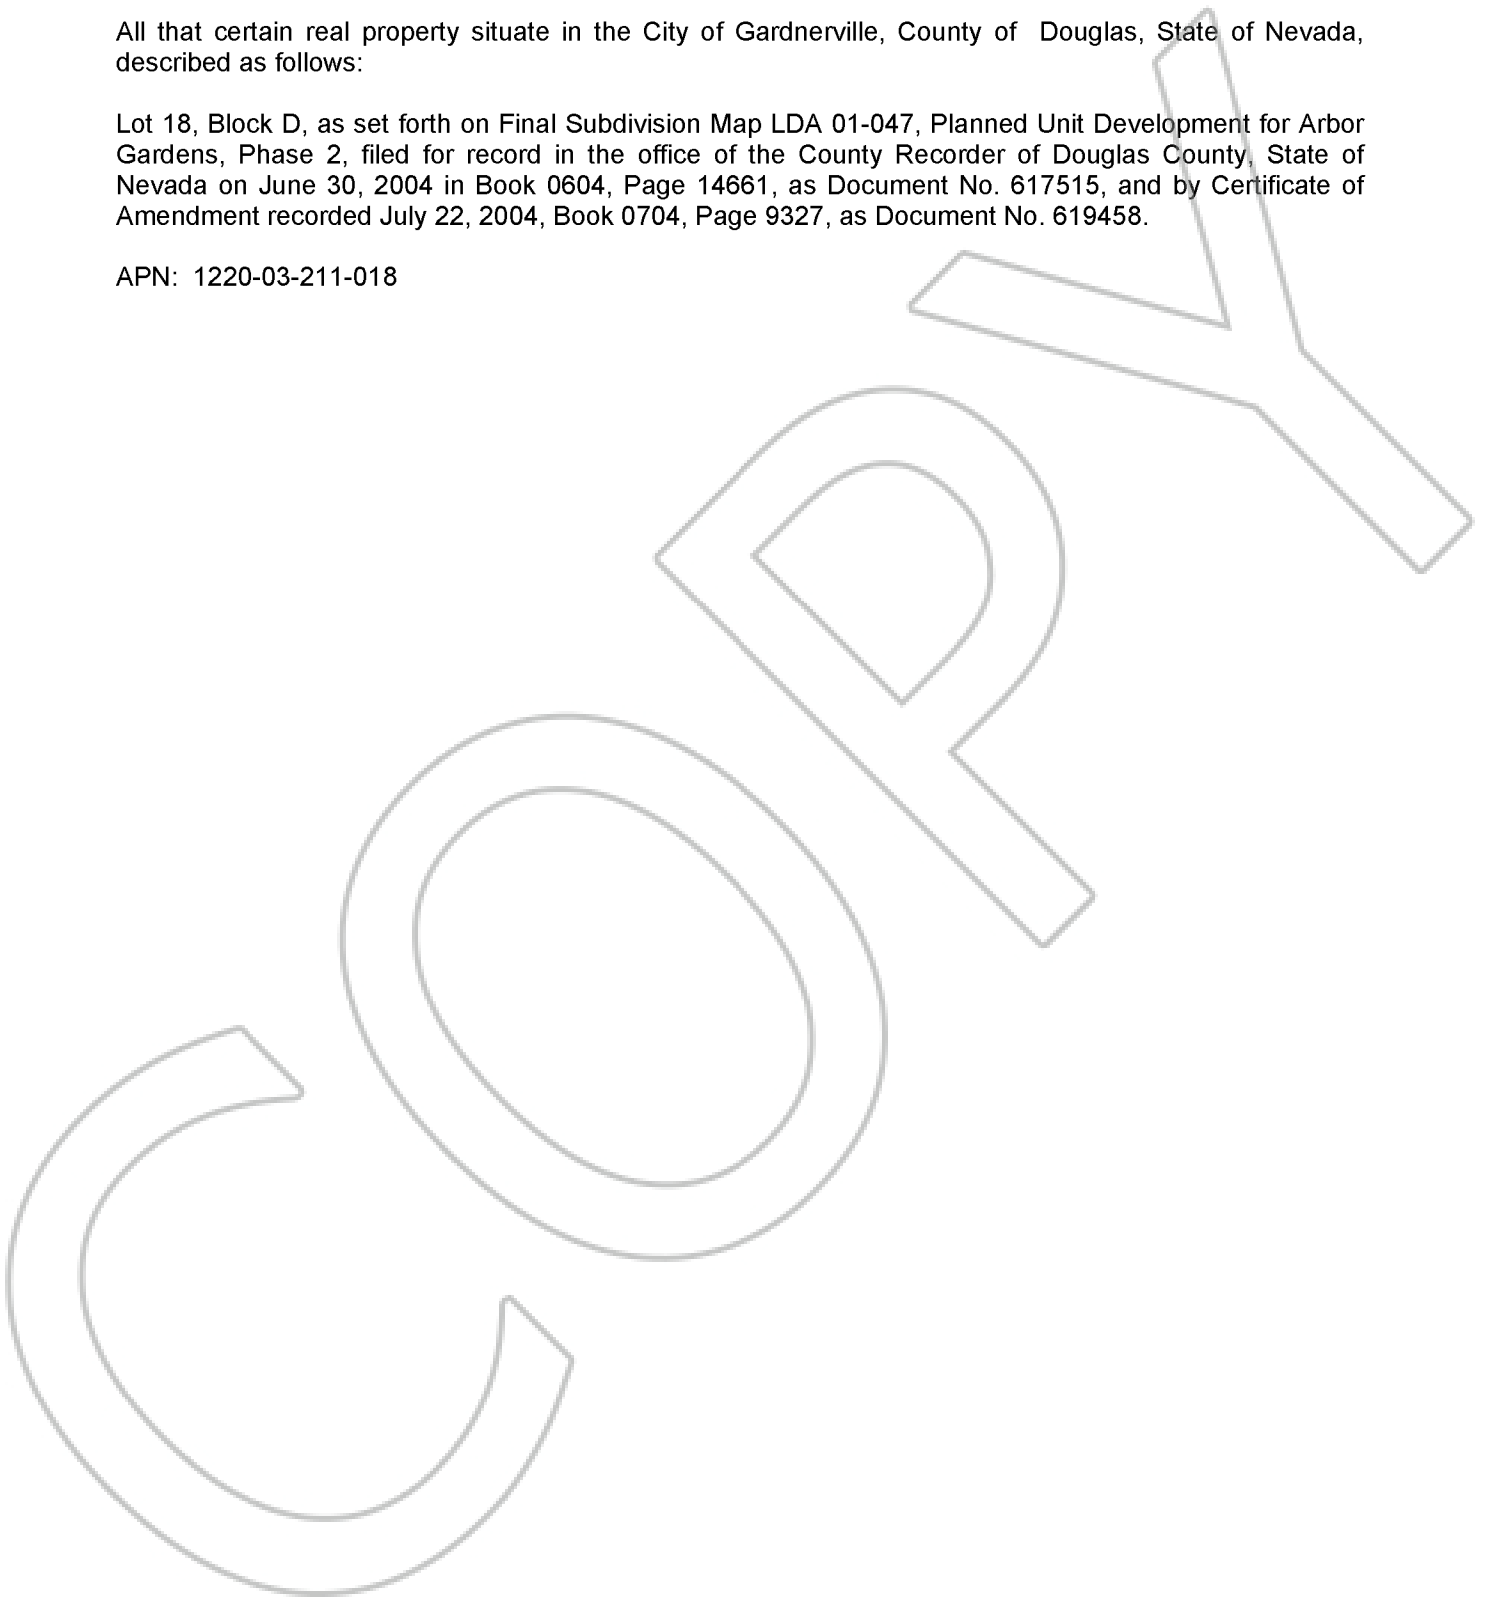 All that certain real property situate in the City of Gardnerville, County of Douglas, State of Nevada,
described as follows:
Lot 18, Block D, as set forth on Final Subdivision Map LDA 01-047, Planned Unit Development for Arbor
Gardens, Phase 2, filed for record in the office of the County Recorder of Douglas County, State of
Nevada on June 30, 2004 in Book 0604, Page 14661, as Document No. 617515, and by Certificate of
Amendment recorded July 22, 2004, Book 0704, Page 9327, as Document No. 619458.
APN: 1220-03-211-018
COPY